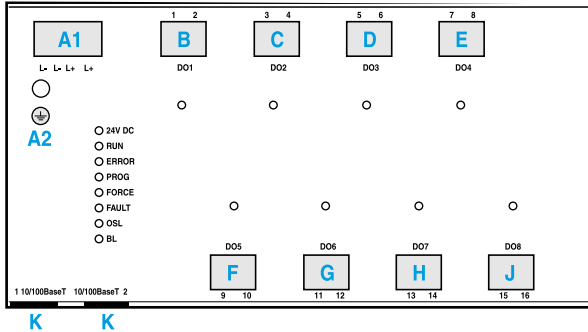 1 2 3 4 5 6 7 8
A1 B C D E
L- L- L+ L+ DO1 DO2 DO3 DO4
A2
24V DC
RUN
ERROR
PROG
FORCE
FAULT
OSL
BL
DO5 DO6 DO7 DO8
F G H J
1 10/100BaseT 10/100BaseT 2 9 10 11 12 13 14 15 16
K K